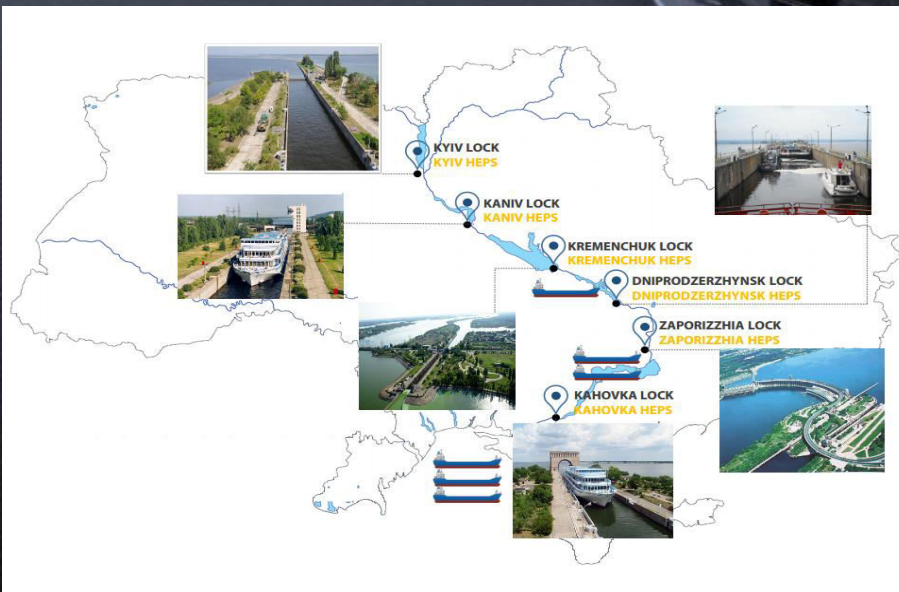 KYIV LOCK
KYIV HEPS
KANIV LOCK
KANIV HEPS
KREMENCHUK LOCK
KREMENCHUK HEPS
DNIPRODZERZHYNSK LOCK
DNIPRODZERZHYNSK HEPS
ZAPORIZZHIA LOCK
ZAPORIZZHIA HEPS
KAHOVKA LOCK
KAHOVKA HEPS